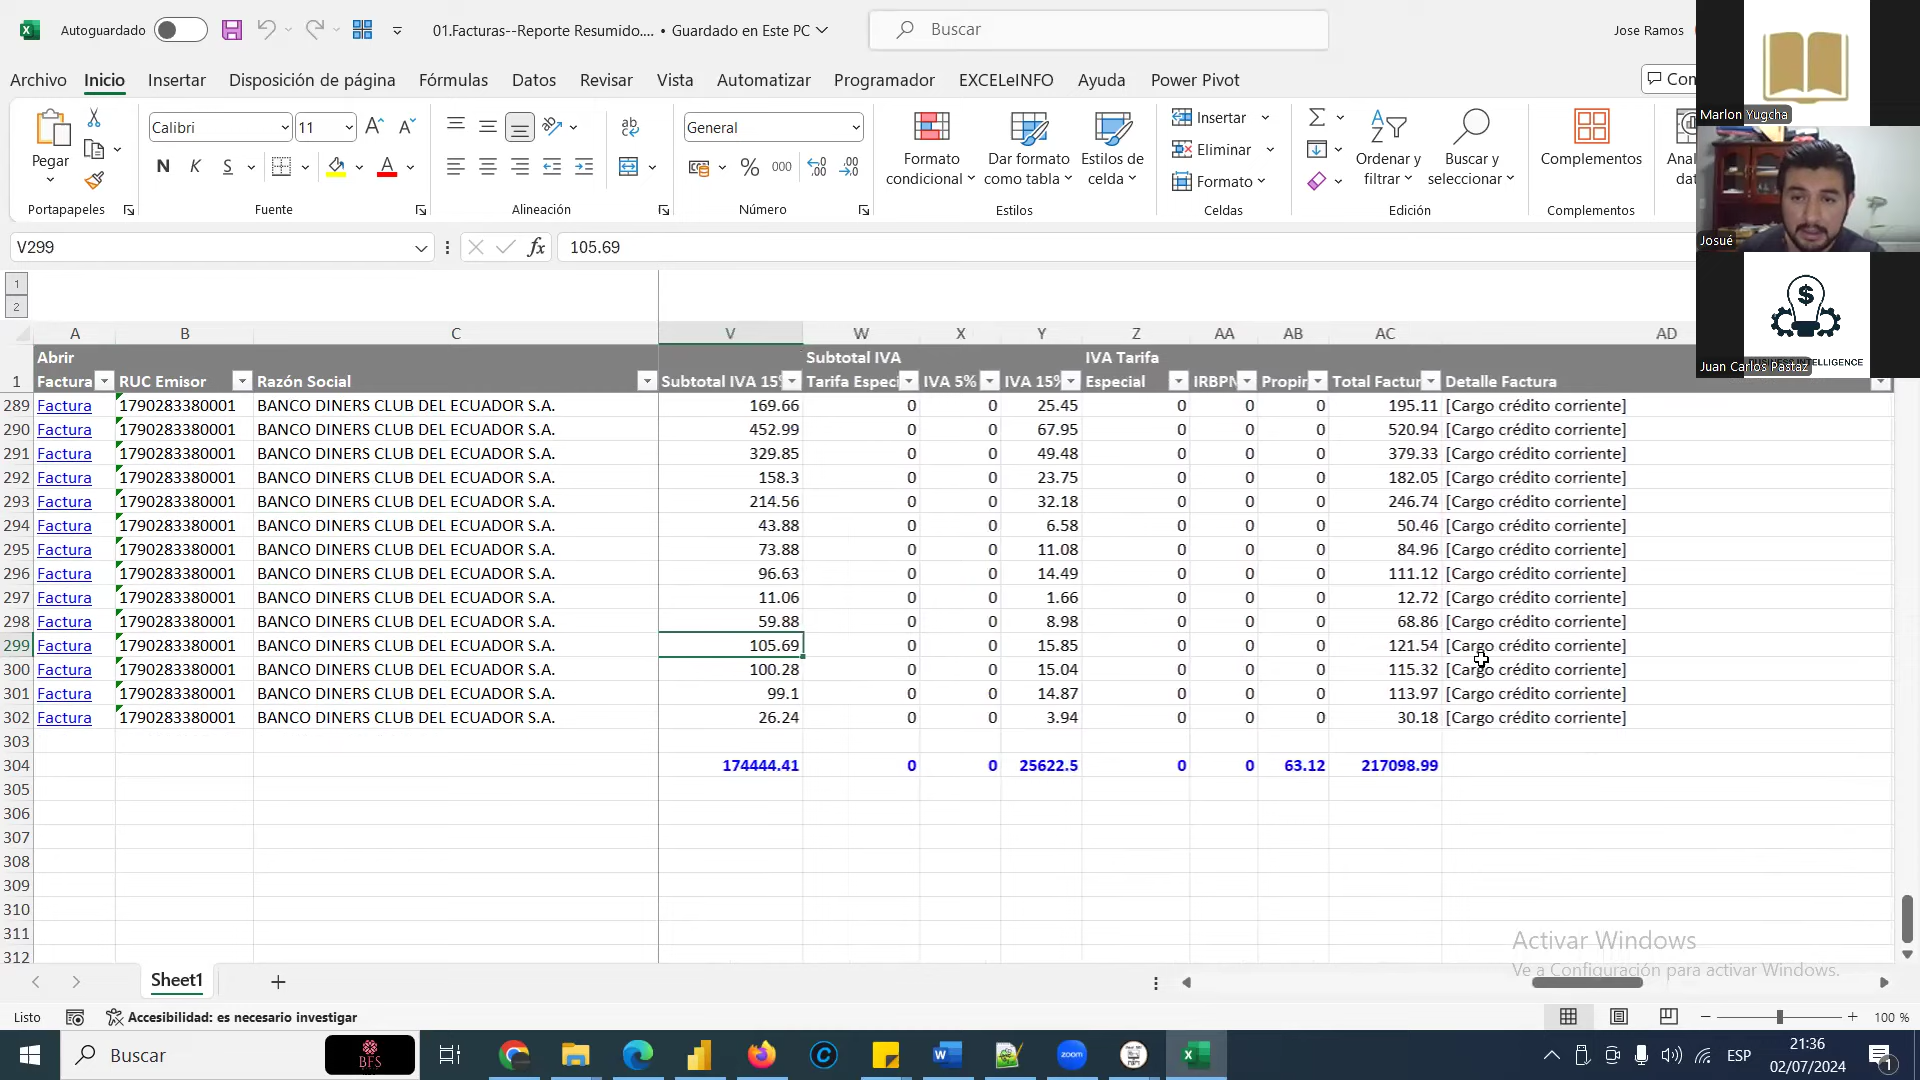 Autoguardado
01.Facturas--Reporte Resumido.... • Guardado en Este PC
Buscar
Jose Ramos
Archivo Inicio Insertar Disposición de página Fórmulas Datos Revisar Vista Automatizar Programador EXCELeINFO Ayuda Power Pivot
Pegar
Calibri 11
N K S
General
% 000
Formato condicional
Dar formato como tabla
Estilos de celda
Insertar
Eliminar
Formato
Ordenar y filtrar
Buscar y seleccionar
Complementos
Portapapeles Fuente Alineación Número Estilos Celdas Edición Complementos
Marlon Yugcha
Josué
BUSINESS INTELLIGENCE
Juan Carlos Pastaz
V299 fx 105.69
1
2
A B C V W X Y Z AA AB AC AD
Abrir Subtotal IVA IVA Tarifa
1 Factura RUC Emisor Razón Social Subtotal IVA 15% Tarifa Especi IVA 5% IVA 15% Especial IRBPN Propin Total Factur Detalle Factura
289 Factura 1790283380001 BANCO DINERS CLUB DEL ECUADOR S.A. 169.66 0 0 25.45 0 0 0 195.11 [Cargo crédito corriente]
290 Factura 1790283380001 BANCO DINERS CLUB DEL ECUADOR S.A. 452.99 0 0 67.95 0 0 0 520.94 [Cargo crédito corriente]
291 Factura 1790283380001 BANCO DINERS CLUB DEL ECUADOR S.A. 329.85 0 0 49.48 0 0 0 379.33 [Cargo crédito corriente]
292 Factura 1790283380001 BANCO DINERS CLUB DEL ECUADOR S.A. 158.3 0 0 23.75 0 0 0 182.05 [Cargo crédito corriente]
293 Factura 1790283380001 BANCO DINERS CLUB DEL ECUADOR S.A. 214.56 0 0 32.18 0 0 0 246.74 [Cargo crédito corriente]
294 Factura 1790283380001 BANCO DINERS CLUB DEL ECUADOR S.A. 43.88 0 0 6.58 0 0 0 50.46 [Cargo crédito corriente]
295 Factura 1790283380001 BANCO DINERS CLUB DEL ECUADOR S.A. 73.88 0 0 11.08 0 0 0 84.96 [Cargo crédito corriente]
296 Factura 1790283380001 BANCO DINERS CLUB DEL ECUADOR S.A. 96.63 0 0 14.49 0 0 0 111.12 [Cargo crédito corriente]
297 Factura 1790283380001 BANCO DINERS CLUB DEL ECUADOR S.A. 11.06 0 0 1.66 0 0 0 12.72 [Cargo crédito corriente]
298 Factura 1790283380001 BANCO DINERS CLUB DEL ECUADOR S.A. 59.88 0 0 8.98 0 0 0 68.86 [Cargo crédito corriente]
299 Factura 1790283380001 BANCO DINERS CLUB DEL ECUADOR S.A. 105.69 0 0 15.85 0 0 0 121.54 [Cargo crédito corriente]
300 Factura 1790283380001 BANCO DINERS CLUB DEL ECUADOR S.A. 100.28 0 0 15.04 0 0 0 115.32 [Cargo crédito corriente]
301 Factura 1790283380001 BANCO DINERS CLUB DEL ECUADOR S.A. 99.1 0 0 14.87 0 0 0 113.97 [Cargo crédito corriente]
302 Factura 1790283380001 BANCO DINERS CLUB DEL ECUADOR S.A. 26.24 0 0 3.94 0 0 0 30.18 [Cargo crédito corriente]
303
304 174444.41 0 0 25622.5 0 0 63.12 217098.99
305
306
307
308
309
310
311
312
Activar Windows
Ve a Configuración para activar Windows.
Sheet1
Listo Accesibilidad: es necesario investigar 100 %
Buscar BFS zoom ESP
21:36
02/07/2024
1